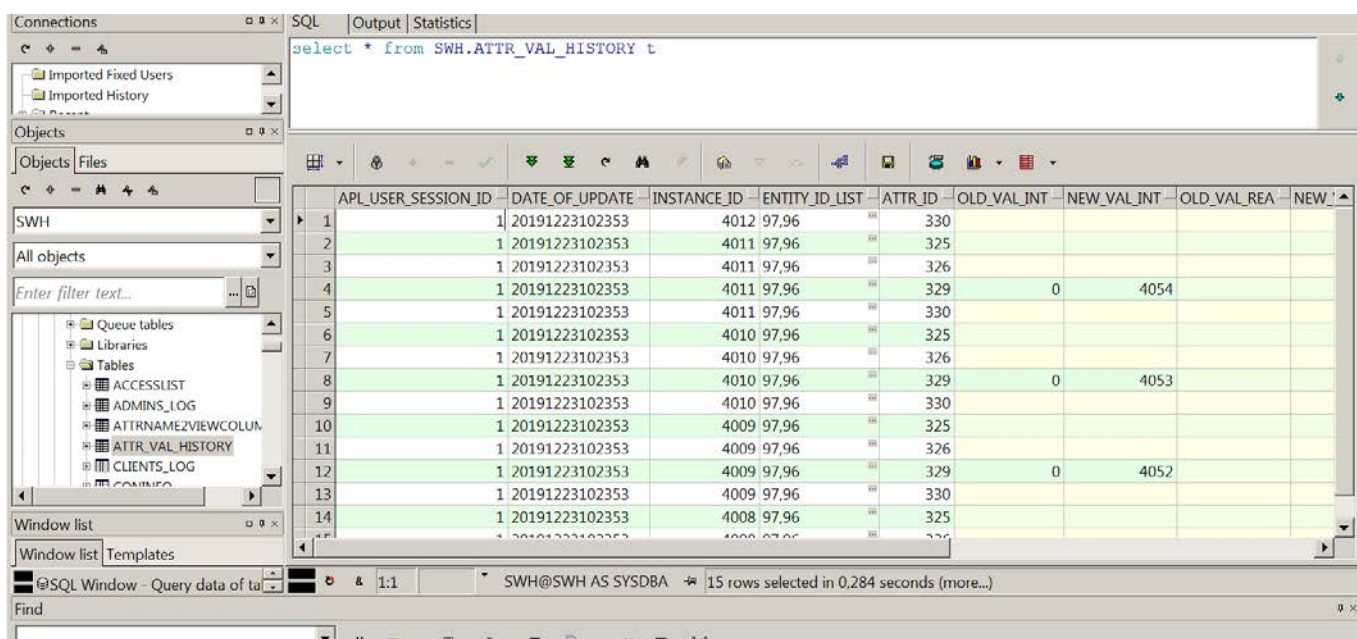 Connections
Imported Fixed Users
Imported History
Objects
Objects Files
SWH
All objects
Enter filter text...
Queue tables
Libraries
Tables
ACCESSLIST
ADMINS_LOG
ATTRNAME2VIEWCOLUM
ATTR_VAL_HISTORY
CLIENTS_LOG
Window list
Window list Templates
SQL Window - Query data of ta
Find
SQL Output Statistics
select * from SWH.ATTR_VAL_HISTORY t
APL_USER_SESSION_ID DATE_OF_UPDATE INSTANCE_ID ENTITY_ID_LIST ATTR_ID OLD_VAL_INT NEW_VAL_INT OLD_VAL_REA NEW_
1 1 20191223102353 4012 97,96 330
2 1 20191223102353 4011 97,96 325
3 1 20191223102353 4011 97,96 326
4 1 20191223102353 4011 97,96 329 0 4054
5 1 20191223102353 4011 97,96 330
6 1 20191223102353 4010 97,96 325
7 1 20191223102353 4010 97,96 326
8 1 20191223102353 4010 97,96 329 0 4053
9 1 20191223102353 4010 97,96 330
10 1 20191223102353 4009 97,96 325
11 1 20191223102353 4009 97,96 326
12 1 20191223102353 4009 97,96 329 0 4052
13 1 20191223102353 4009 97,96 330
14 1 20191223102353 4008 97,96 325
& 1:1 SWH@SWH AS SYSDBA 15 rows selected in 0,284 seconds (more...)